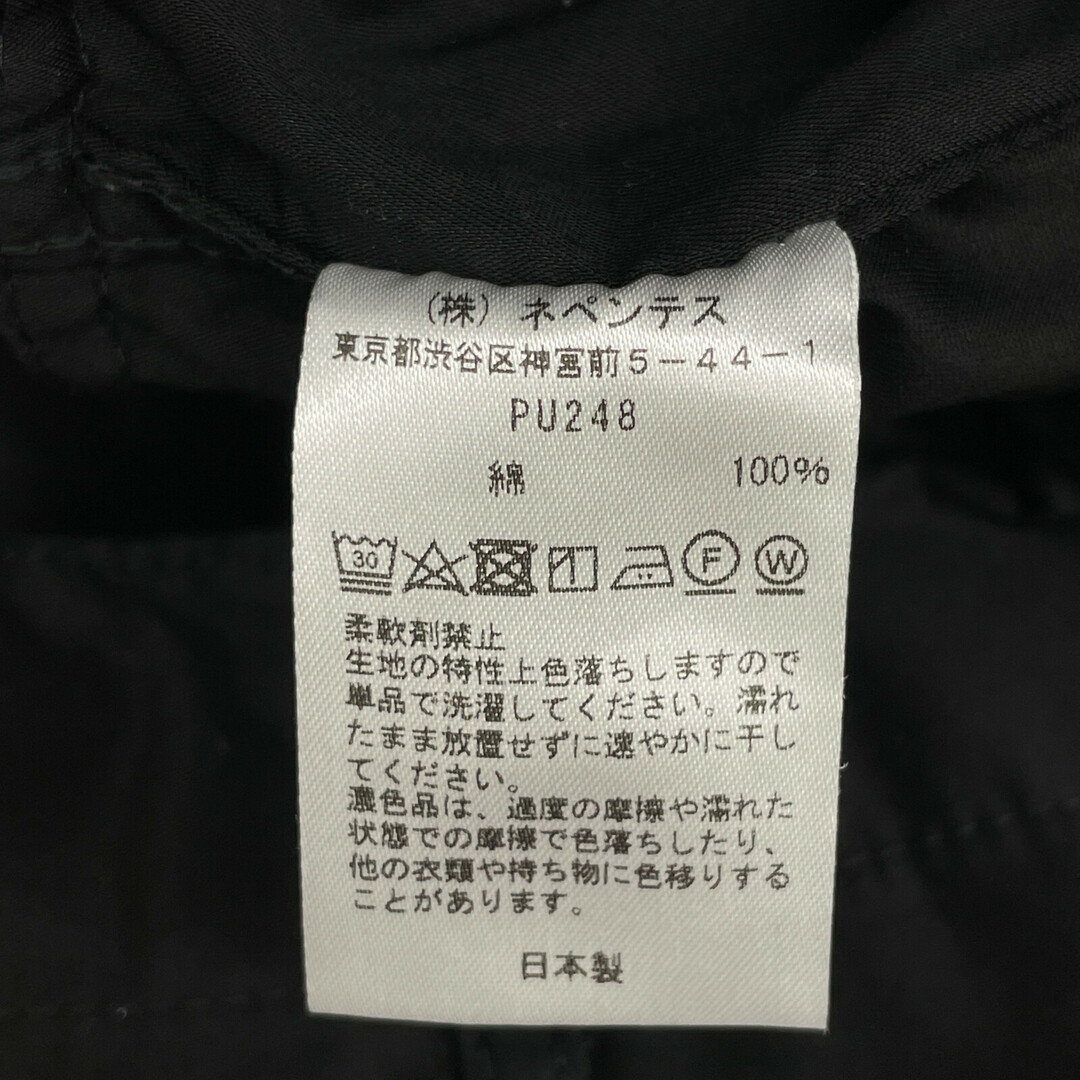 (株) ネペンテス
東京都渋谷区神宮前5-44-1
PU248
綿 100%
30 F W
柔軟剤禁止
生地の特性上色落ちしますので
単品で洗濯してください。濡れ
たまま放置せずに速やかに干し
てください。
濃色品は、過度の摩擦や濡れた
状態での摩擦で色落ちしたり、
他の衣類や持ち物に色移りする
ことがあります。
日本製